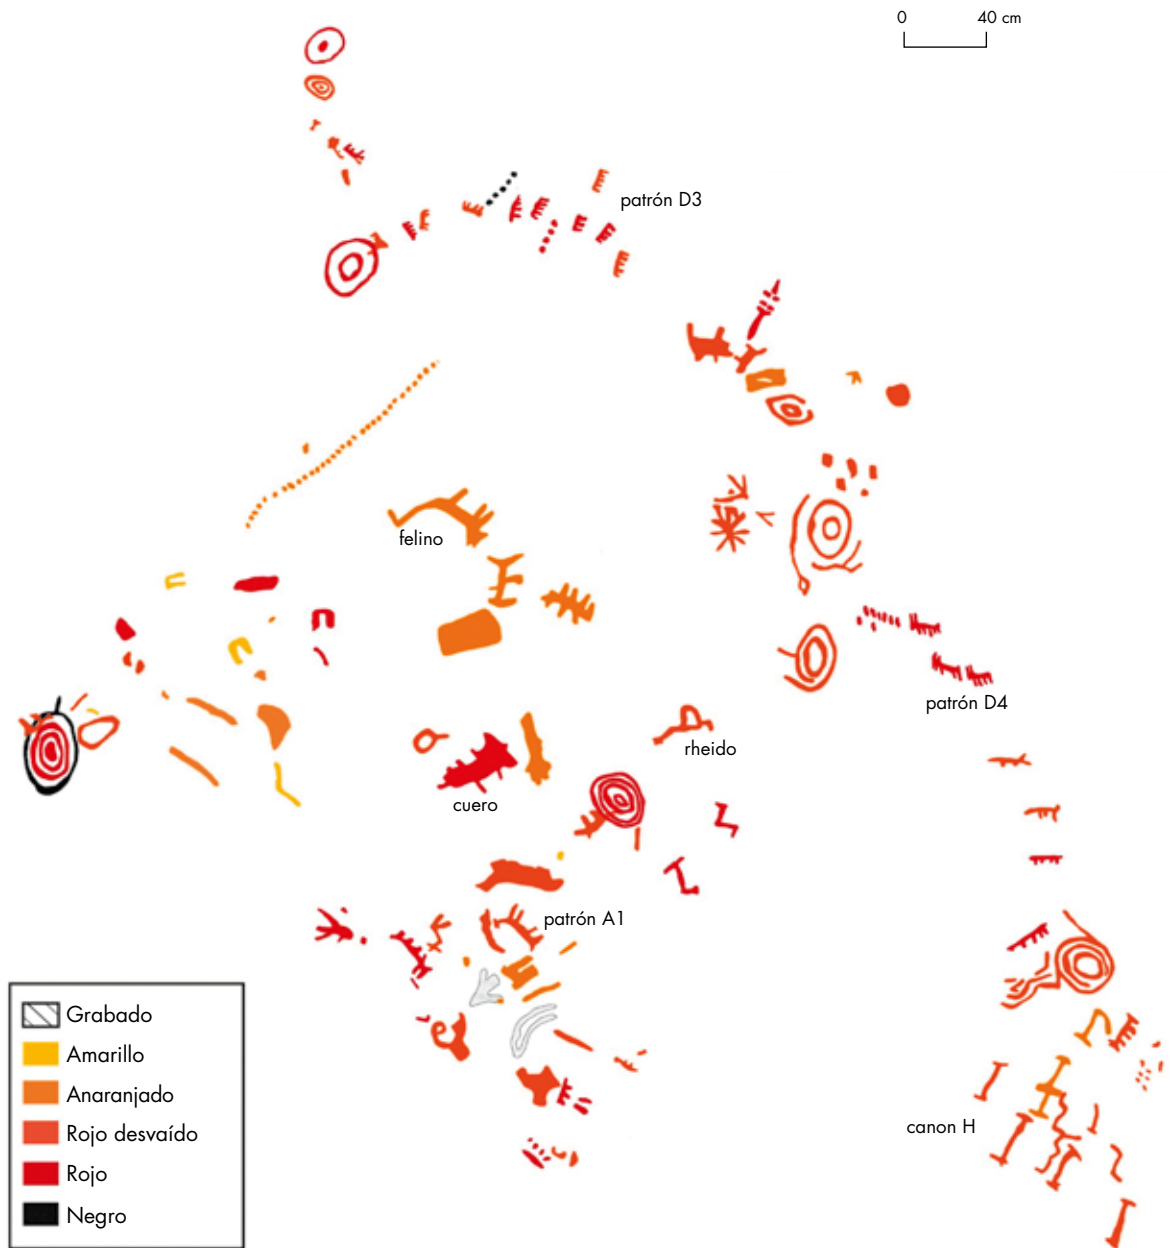 0 40 cm
patrón D3
felino
patrón D4
rheido
cuero
patrón A1
canon H
Grabado
Amarillo
Anaranjado
Rojo desvaído
Rojo
Negro